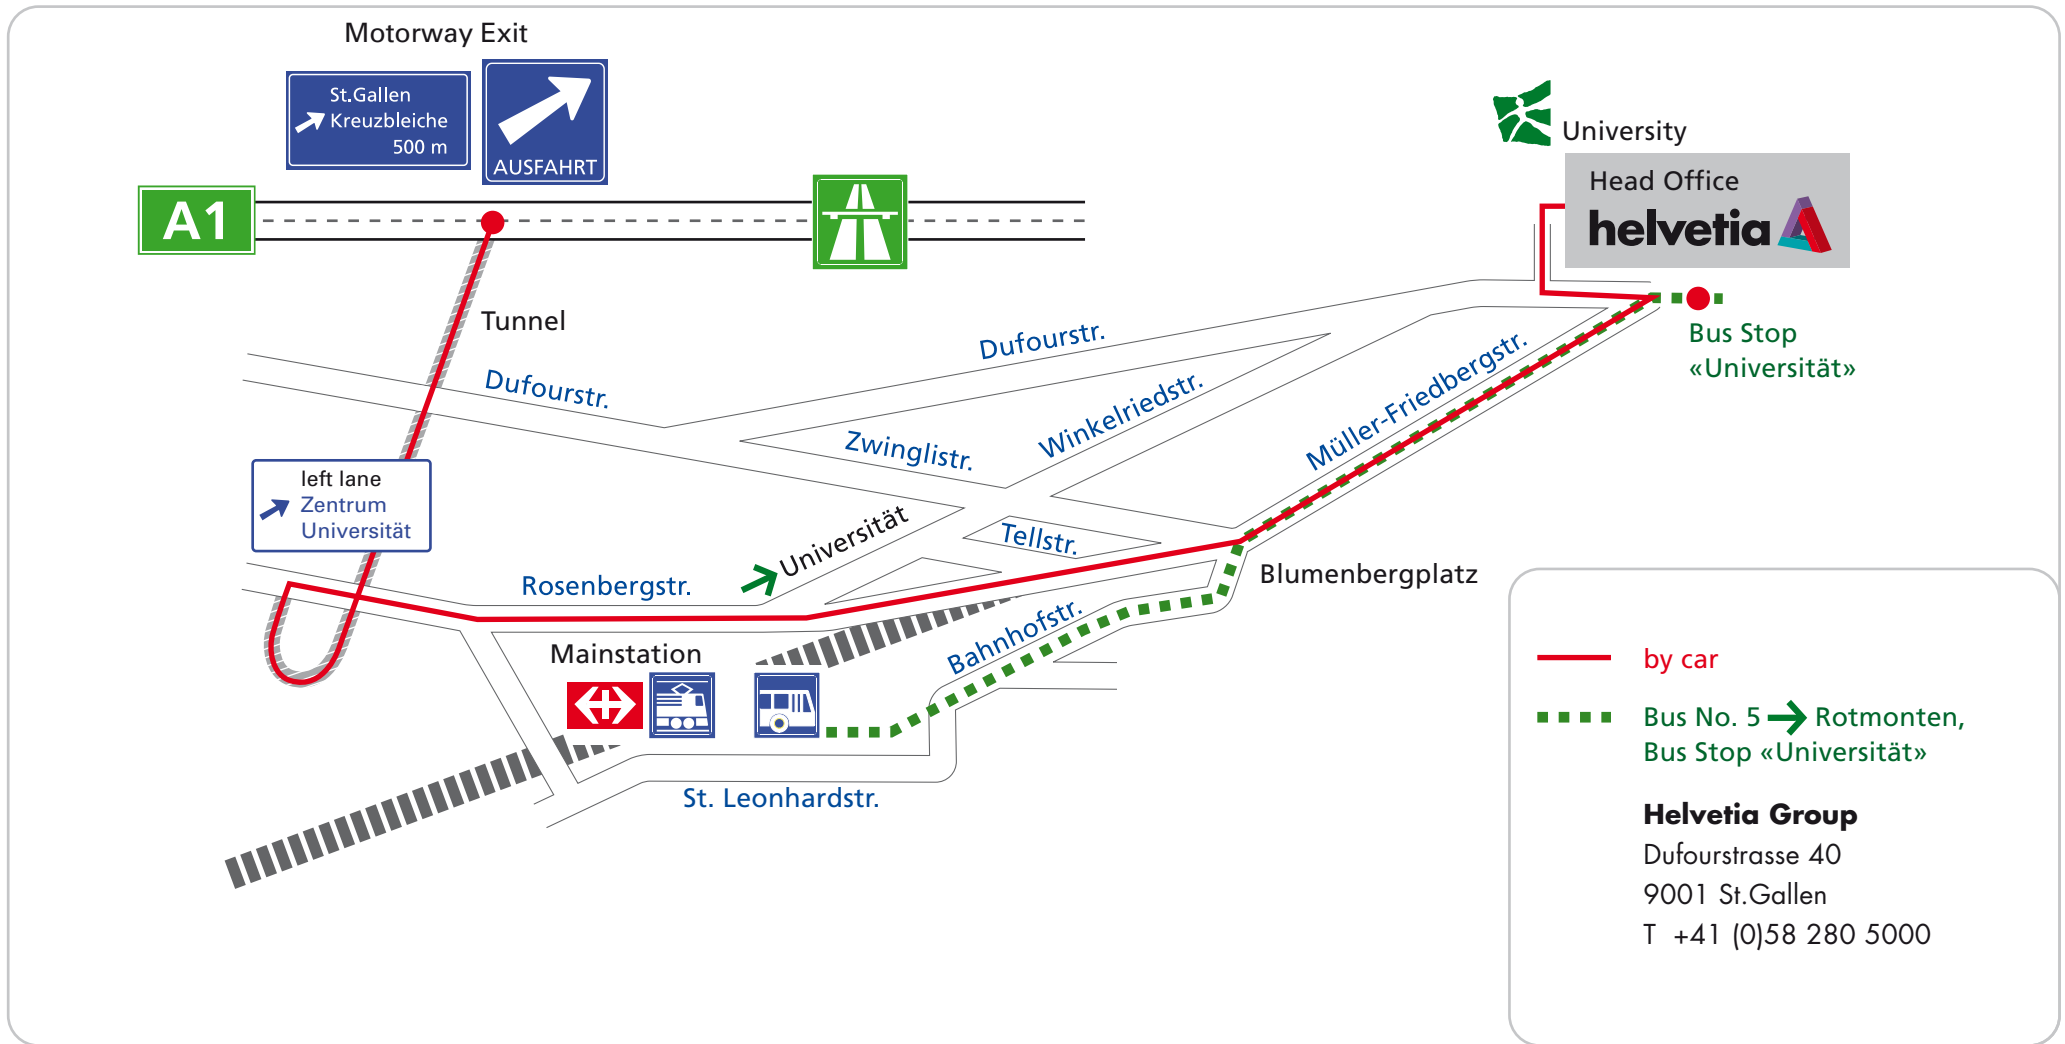 Motorway Exit
St.Gallen
Kreuzbleiche
500 m
AUSFAHRT
A1
University
Head Office
helvetia
Tunnel
Bus Stop
«Universität»
Dufourstr.
Dufourstr.
Winkelriedstr.
Müller-Friedbergstr.
Zwinglistr.
left lane
Zentrum
Universität
Universität
Tellstr.
Rosenbergstr.
Blumenbergplatz
Bahnhofstr.
Mainstation
St. Leonhardstr.
by car
Bus No. 5 → Rotmonten,
Bus Stop «Universität»
Helvetia Group
Dufourstrasse 40
9001 St.Gallen
T +41 (0)58 280 5000